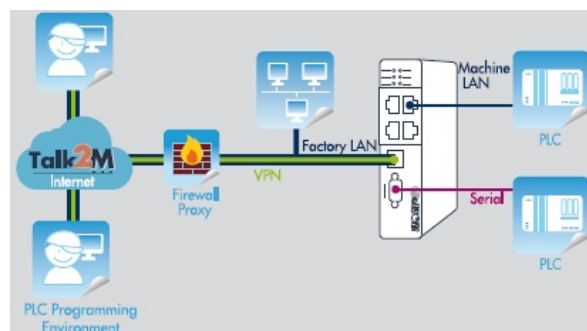 Talk2M
Internet
Firewall
Proxy
VPN
Factory LAN
Machine
LAN
PLC
Serial
PLC
PLC Programming
Environment